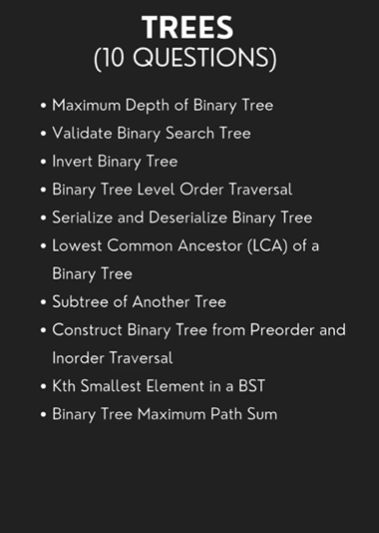 TREES
(10 QUESTIONS)
• Maximum Depth of Binary Tree
• Validate Binary Search Tree
• Invert Binary Tree
• Binary Tree Level Order Traversal
• Serialize and Deserialize Binary Tree
• Lowest Common Ancestor (LCA) of a
Binary Tree
• Subtree of Another Tree
• Construct Binary Tree from Preorder and
Inorder Traversal
• Kth Smallest Element in a BST
• Binary Tree Maximum Path Sum